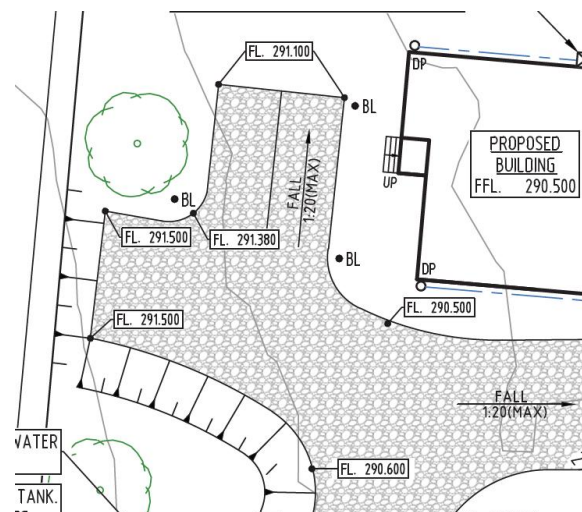 FL. 291.100
DP
BL
PROPOSED
BUILDING
FFL. 290.500
FALL
1:20(MAX)
UP
BL
FL. 291.500
FL. 291.380
BL
DP
FL. 290.500
FL. 291.500
FALL
1:20(MAX)
WATER
FL. 290.600
TANK.